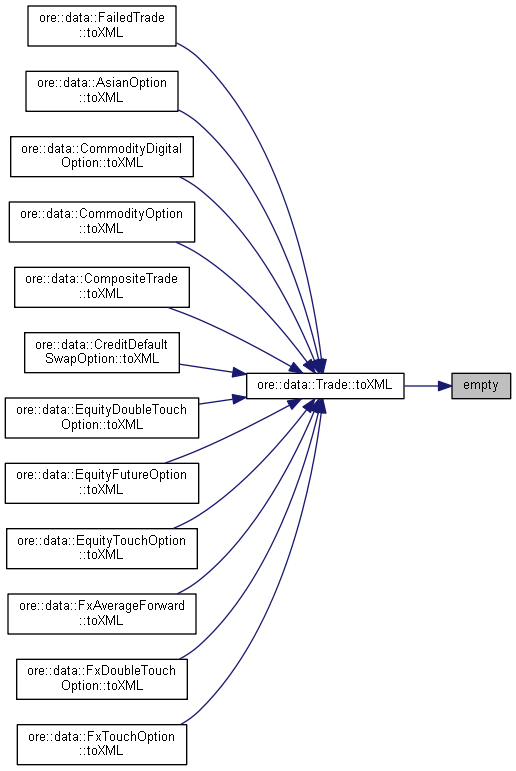 ore::data::FailedTrade
::toXML
ore::data::AsianOption
::toXML
ore::data::CommodityDigital
Option::toXML
ore::data::CommodityOption
::toXML
ore::data::CompositeTrade
::toXML
ore::data::CreditDefault
SwapOption::toXML
ore::data::Trade::toXML
empty
ore::data::EquityDoubleTouch
Option::toXML
ore::data::EquityFutureOption
::toXML
ore::data::EquityTouchOption
::toXML
ore::data::FxAverageForward
::toXML
ore::data::FxDoubleTouch
Option::toXML
ore::data::FxTouchOption
::toXML